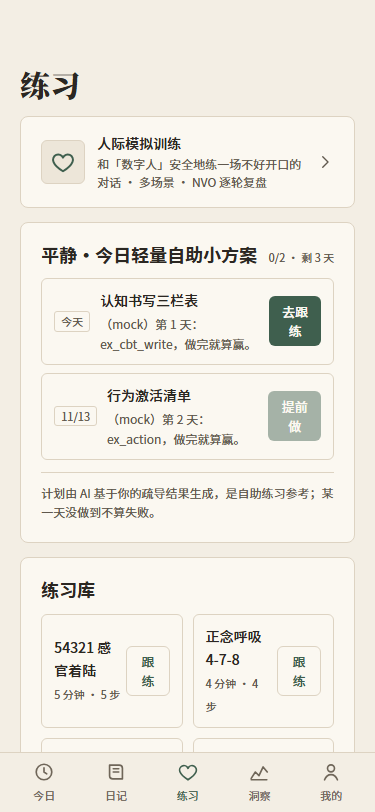 练习
人际模拟训练
和「数字人」安全地练一场不好开口的
对话 · 多场景 · NVO 逐轮复盘
平静 · 今日轻量自助小方案
0/2 · 剩 3 天
今天
认知书写三栏表
（mock）第 1 天：
ex_cbt_write，做完就算赢。
去跟
练
11/13
行为激活清单
（mock）第 2 天：
ex_action，做完就算赢。
提前
做
计划由 AI 基于你的疏导结果生成，是自助练习参考；某
一天没做到不算失败。
练习库
54321 感
官着陆
5 分钟 · 5 步
跟
练
正念呼吸
4-7-8
4 分钟 · 4
步
跟
练
今日
日记
练习
洞察
我的